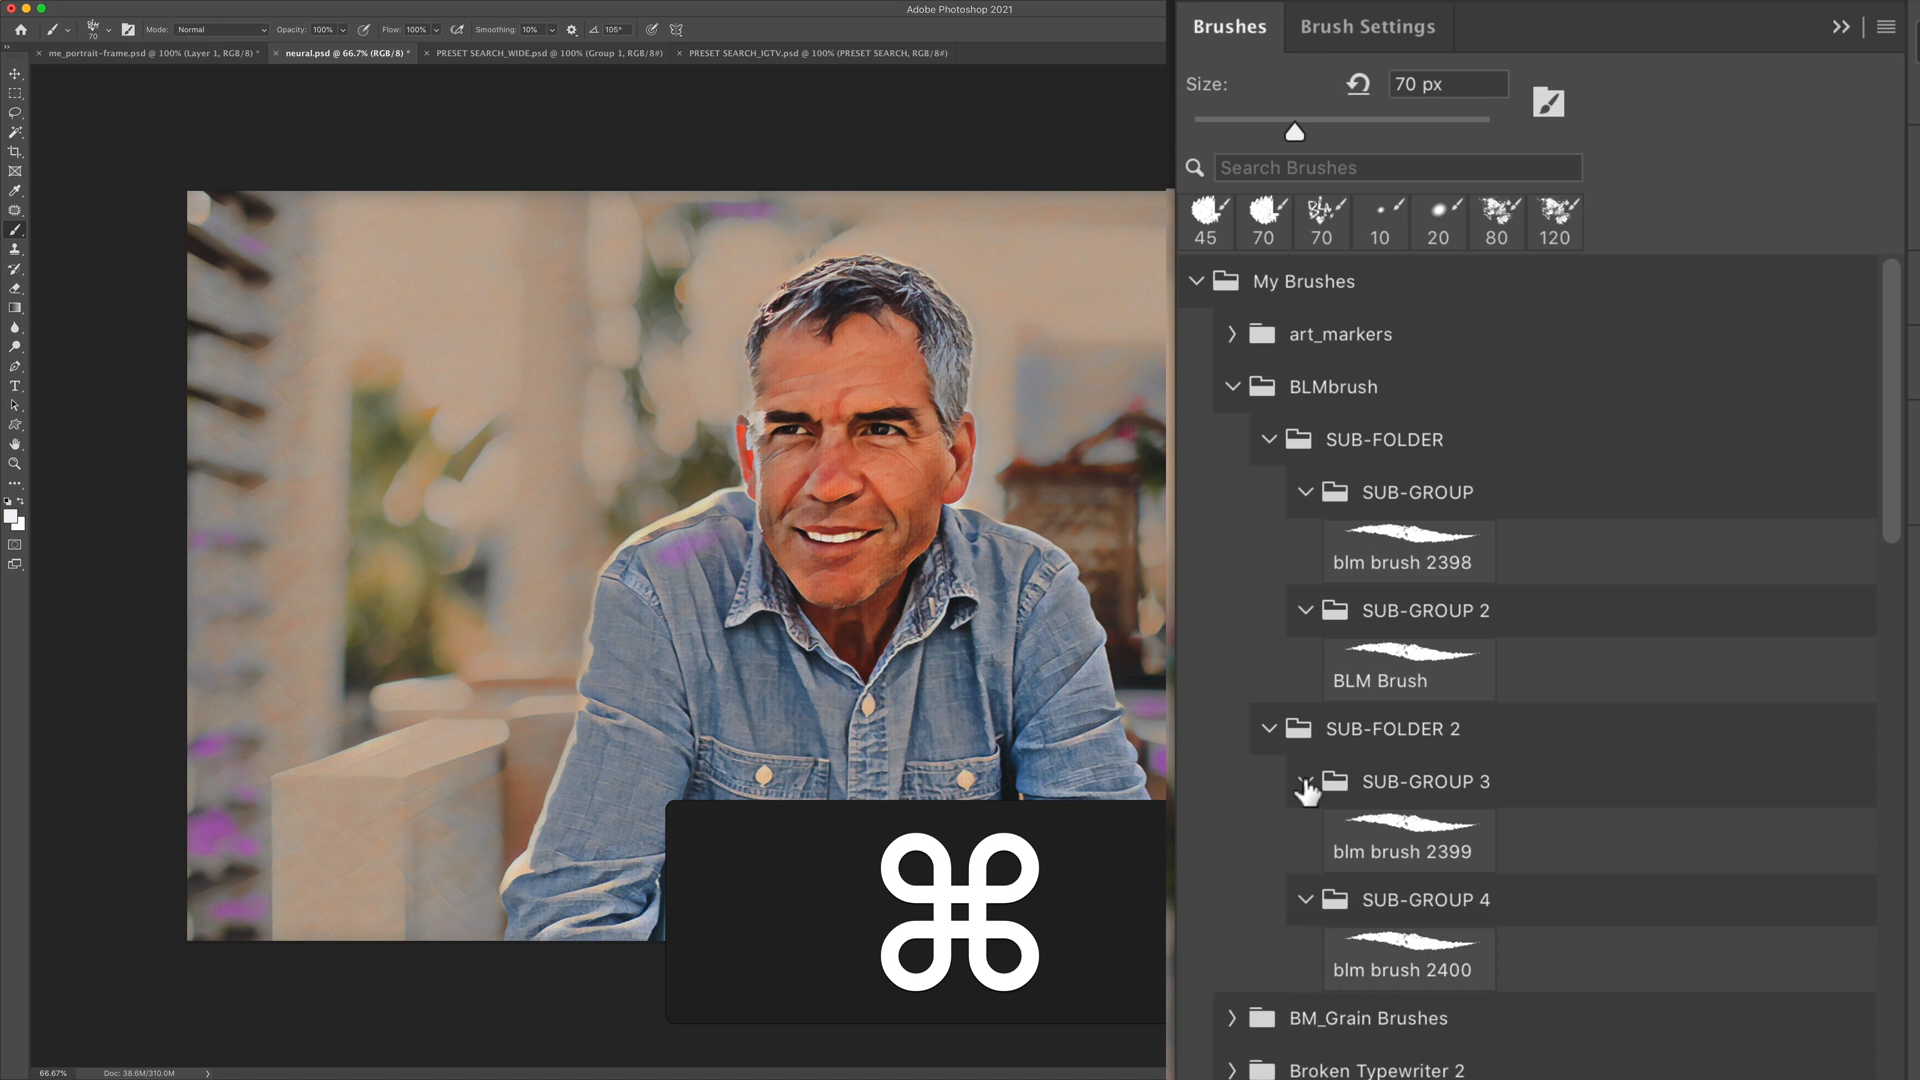 Adobe Photoshop 2021
70
Mode: Normal Opacity: 100% Flow: 100% Smoothing: 10% 105°
me_portrait-frame.psd @ 100% (Layer 1, RGB/8) *
neural.psd @ 66.7% (RGB/8) *
PRESET SEARCH_WIDE.psd @ 100% (Group 1, RGB/8#)
PRESET SEARCH_IGTV.psd @ 100% (PRESET SEARCH, RGB/8#)
Brushes
Brush Settings
Size:
70 px
Search Brushes
45 70 70 10 20 80 120
My Brushes
art_markers
BLMbrush
SUB-FOLDER
SUB-GROUP
blm brush 2398
SUB-GROUP 2
BLM Brush
SUB-FOLDER 2
SUB-GROUP 3
blm brush 2399
SUB-GROUP 4
blm brush 2400
BM_Grain Brushes
Broken Typewriter 2
66.67% Doc: 38.6M/310.0M